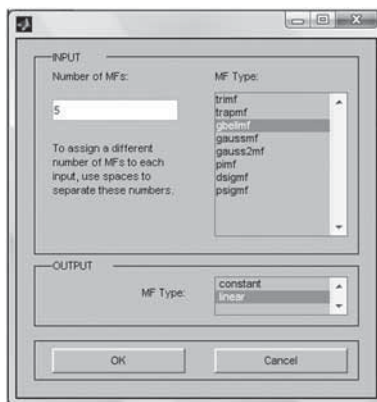 INPUT
Number of MFs:
5
To assign a different
number of MFs to each
input, use spaces to
separate these numbers.
MF Type:
trimf
trapmf
gbellmf
gaussmf
gauss2mf
pimf
dsigmf
psigmf
OUTPUT
MF Type:
constant
linear
OK
Cancel